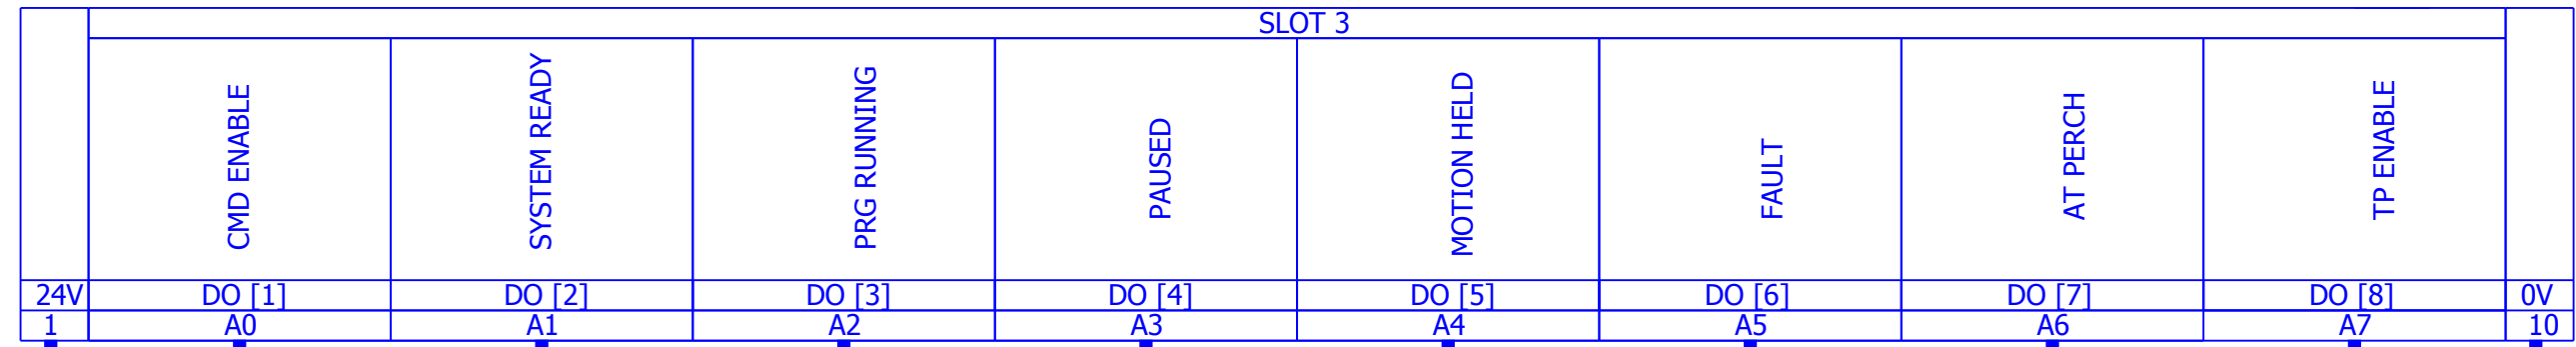 SLOT 3
CMD ENABLE
SYSTEM READY
PRG RUNNING
PAUSED
MOTION HELD
FAULT
AT PERCH
TP ENABLE
24V DO [1] DO [2] DO [3] DO [4] DO [5] DO [6] DO [7] DO [8] 0V
1 A0 A1 A2 A3 A4 A5 A6 A7 10